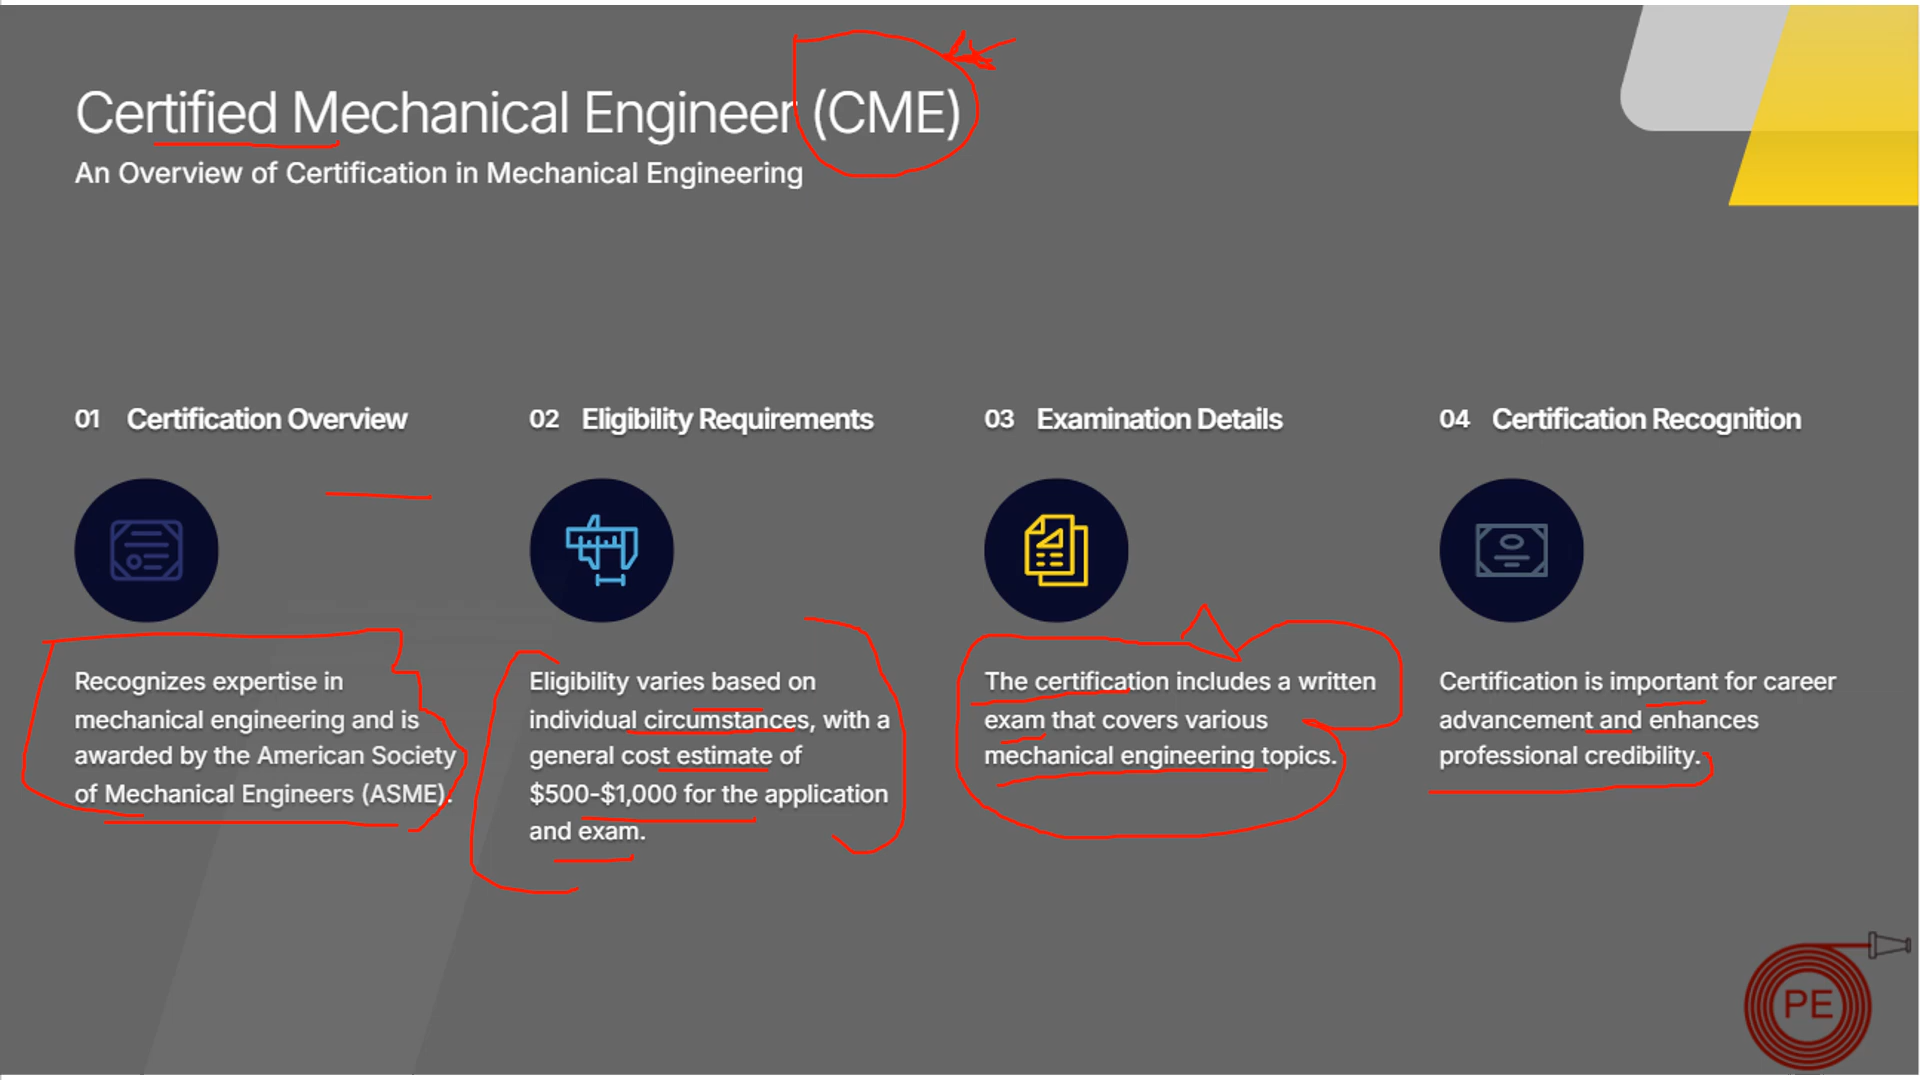 Certified Mechanical Engineer (CME)
An Overview of Certification in Mechanical Engineering
01 Certification Overview
Recognizes expertise in
mechanical engineering and is
awarded by the American Society
of Mechanical Engineers (ASME).
02 Eligibility Requirements
Eligibility varies based on
individual circumstances, with a
general cost estimate of
$500-$1,000 for the application
and exam.
03 Examination Details
The certification includes a written
exam that covers various
mechanical engineering topics.
04 Certification Recognition
Certification is important for career
advancement and enhances
professional credibility.
PE